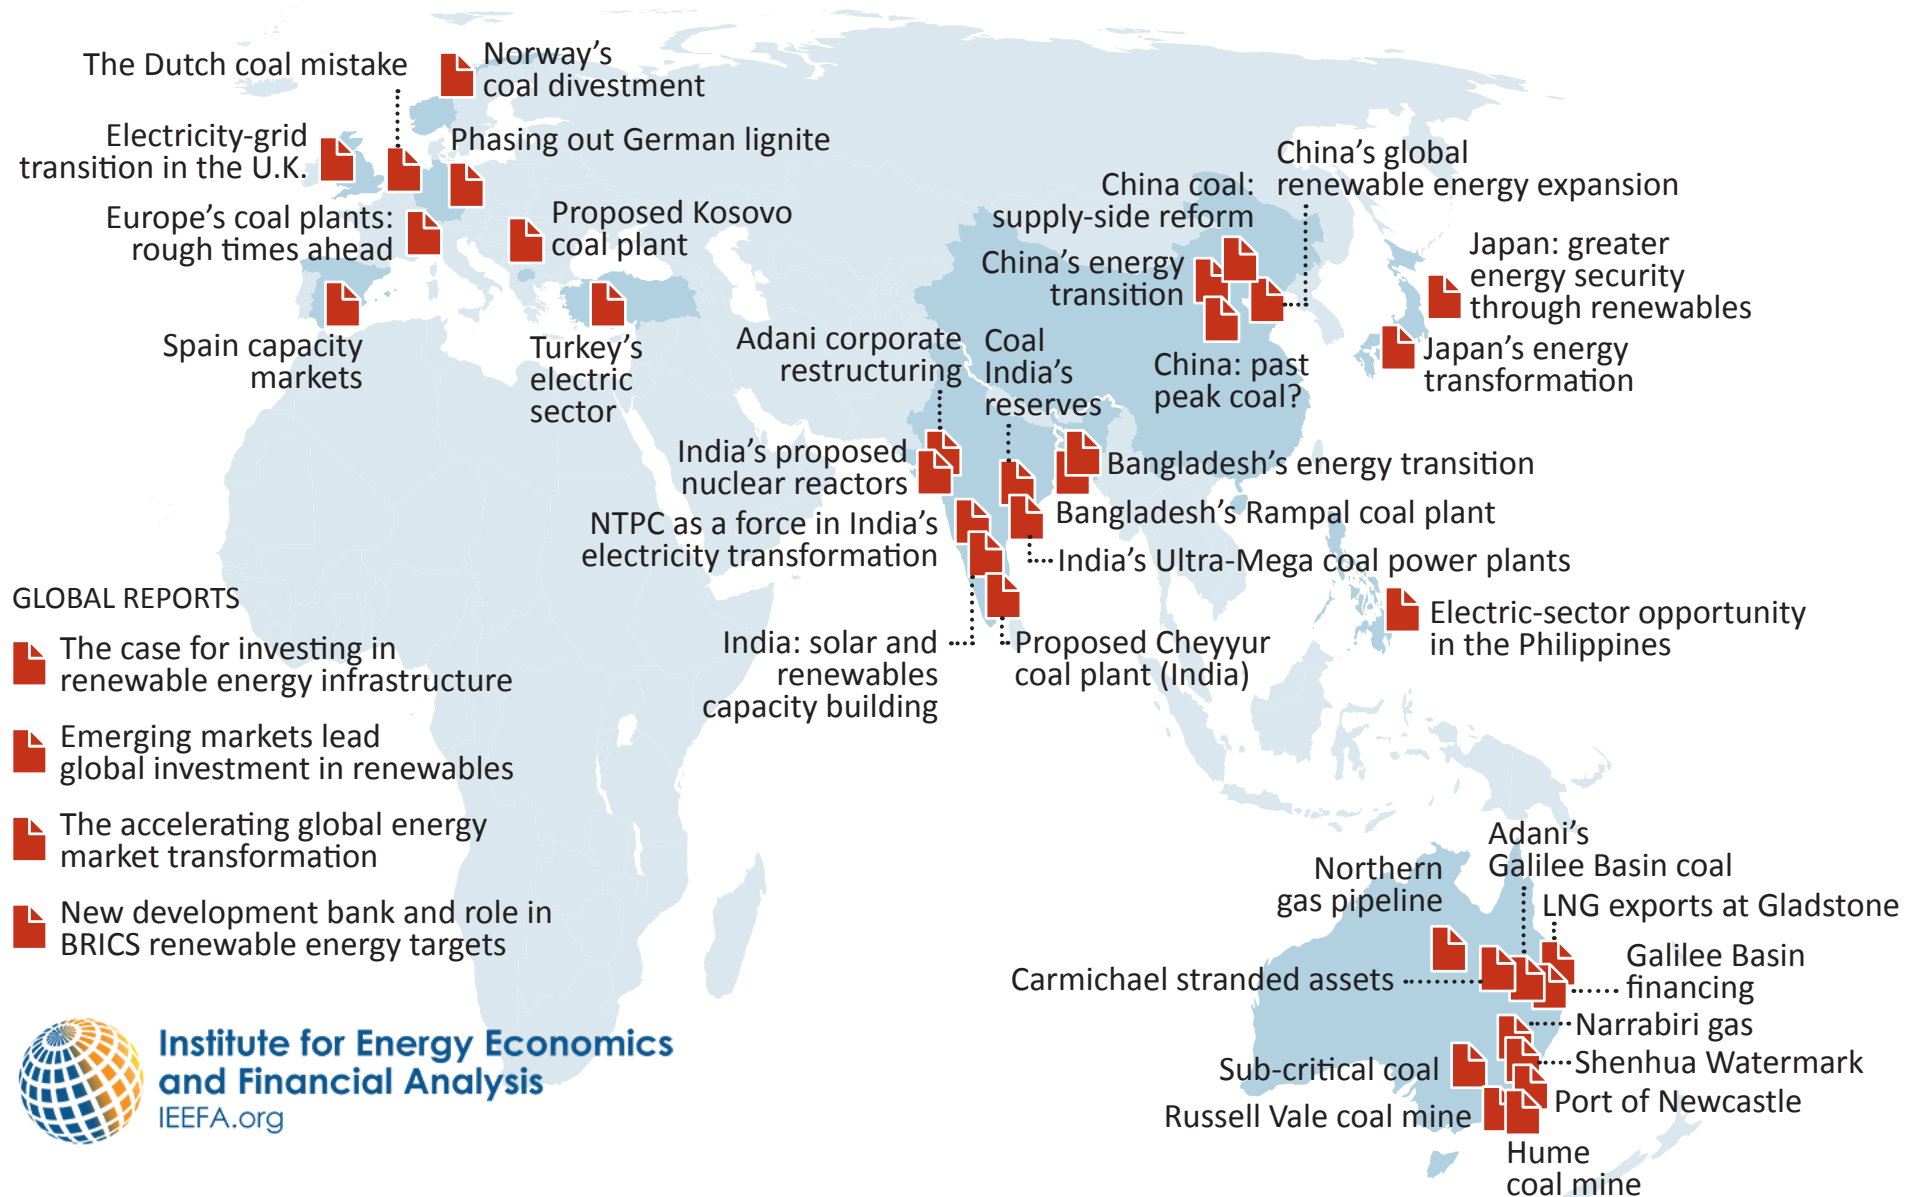 The Dutch coal mistake
Norway’s
coal divestment
Electricity-grid
transition in the U.K.
Phasing out German lignite
Europe’s coal plants:
rough times ahead
Proposed Kosovo
coal plant
Spain capacity
markets
Turkey’s
electric
sector
China’s global
renewable energy expansion
China coal:
supply-side reform
China’s energy
transition
China: past
peak coal?
Japan: greater
energy security
through renewables
Japan’s energy
transformation
Adani corporate
restructuring
Coal
India’s
reserves
India’s proposed
nuclear reactors
Bangladesh’s energy transition
NTPC as a force in India’s
electricity transformation
Bangladesh’s Rampal coal plant
India’s Ultra-Mega coal power plants
India: solar and
renewables
capacity building
Proposed Cheyyur
coal plant (India)
Electric-sector opportunity
in the Philippines
GLOBAL REPORTS
The case for investing in
renewable energy infrastructure
Emerging markets lead
global investment in renewables
The accelerating global energy
market transformation
New development bank and role in
BRICS renewable energy targets
Adani’s
Galilee Basin coal
Northern
gas pipeline
LNG exports at Gladstone
Carmichael stranded assets
Galilee Basin
financing
Narrabiri gas
Shenhua Watermark
Sub-critical coal
Port of Newcastle
Russell Vale coal mine
Hume
coal mine
Institute for Energy Economics
and Financial Analysis
IEEFA.org